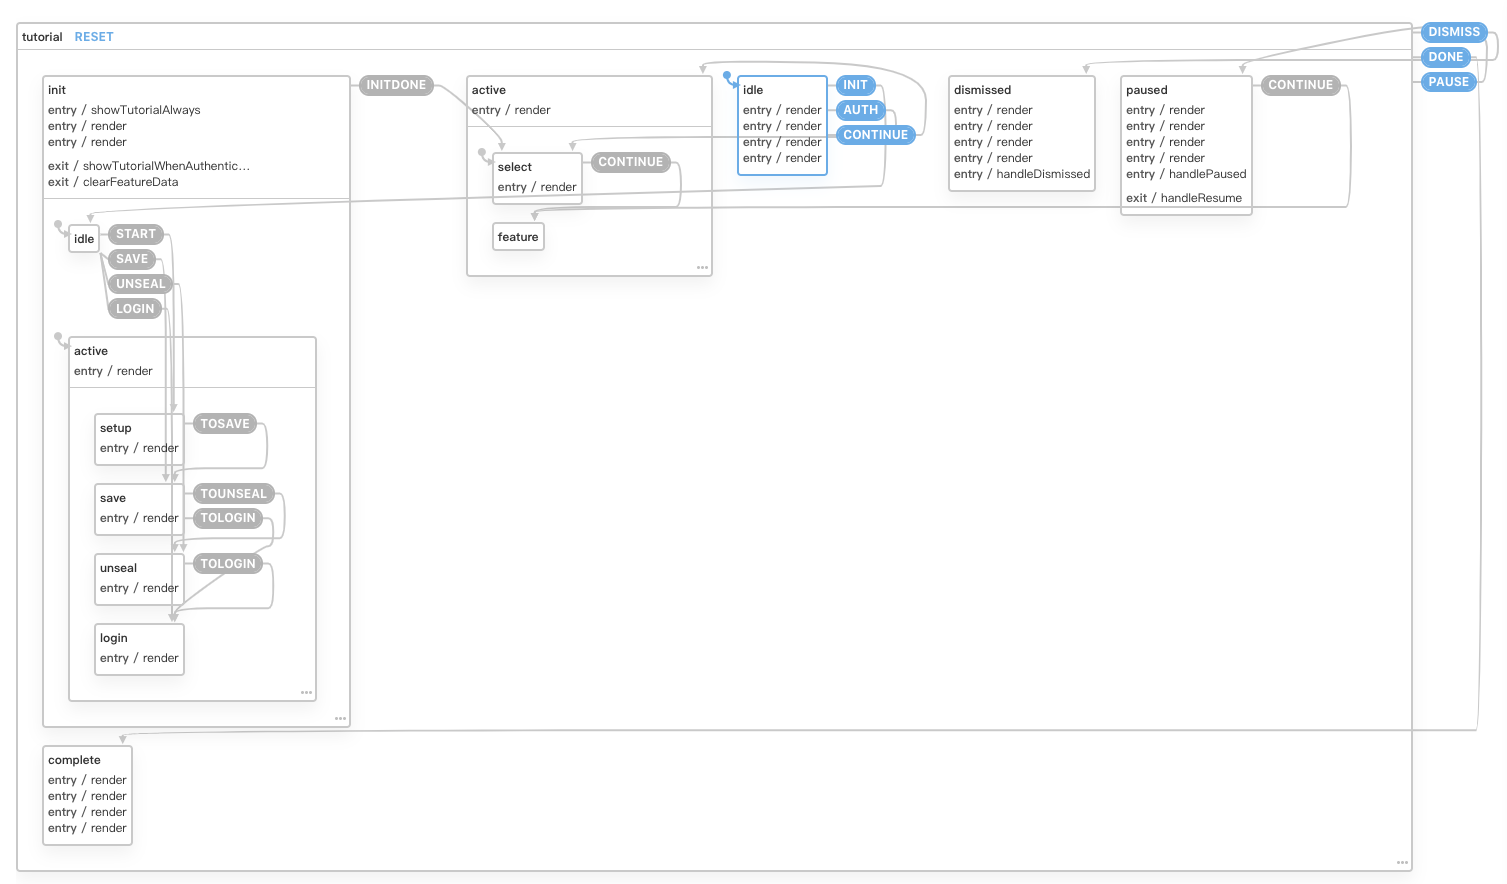 tutorial RESET
DISMISS
DONE
PAUSE
init
entry / showTutorialAlways
entry / render
entry / render
exit / showTutorialWhenAuthentic...
exit / clearFeatureData
INITDONE
idle
START
SAVE
UNSEAL
LOGIN
active
entry / render
setup
entry / render
TOSAVE
save
entry / render
TOUNSEAL
TOLOGIN
unseal
entry / render
TOLOGIN
login
entry / render
active
entry / render
select
entry / render
CONTINUE
feature
idle
entry / render
entry / render
entry / render
entry / render
INIT
AUTH
CONTINUE
dismissed
entry / render
entry / render
entry / render
entry / render
entry / handleDismissed
paused
entry / render
entry / render
entry / render
entry / render
entry / handlePaused
exit / handleResume
CONTINUE
complete
entry / render
entry / render
entry / render
entry / render